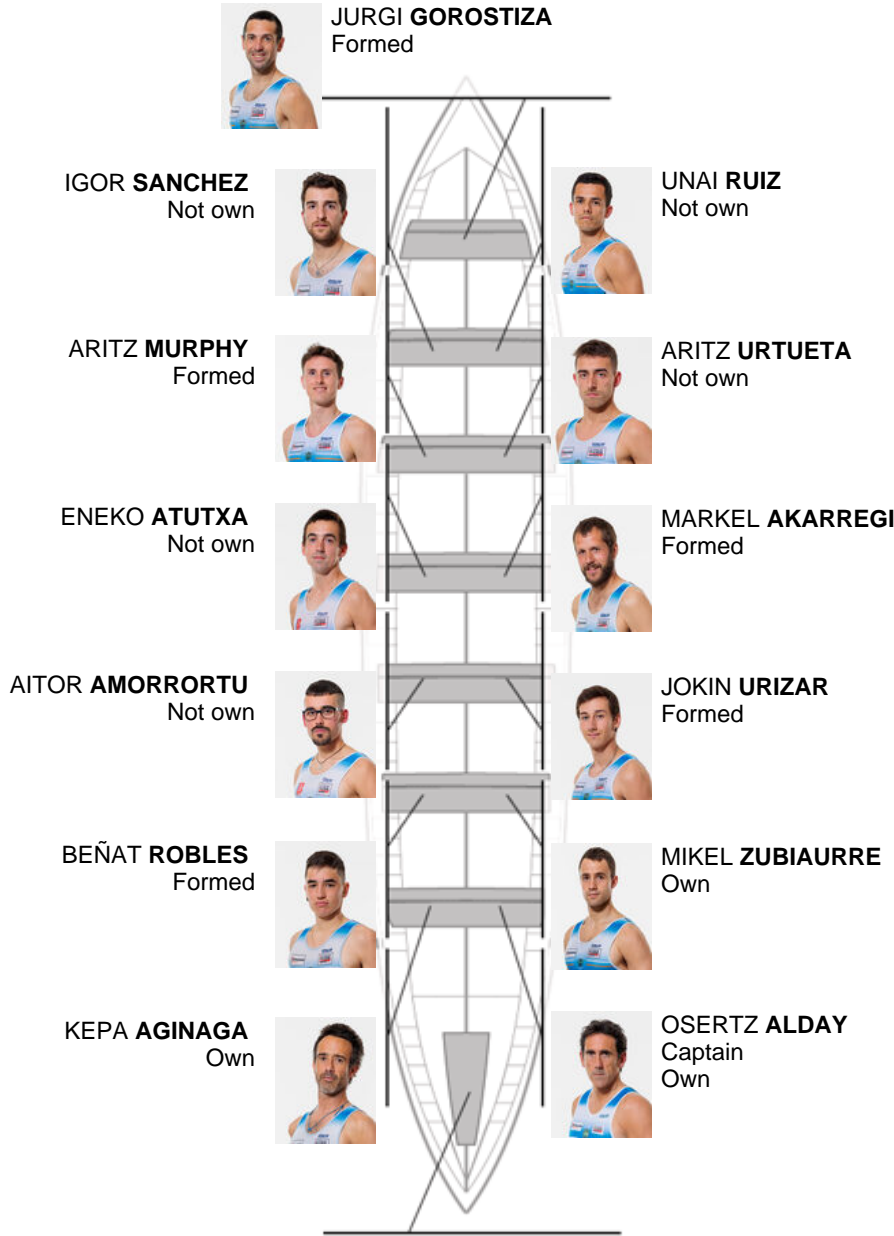 JURGI GOROSTIZA
Formed
IGOR SANCHEZ
Not own
UNAI RUIZ
Not own
ARITZ MURPHY
Formed
ARITZ URTUETA
Not own
ENEKO ATUTXA
Not own
MARKEL AKARREGI
Formed
AITOR AMORRORTU
Not own
JOKIN URIZAR
Formed
BEÑAT ROBLES
Formed
MIKEL ZUBIAURRE
Own
KEPA AGINAGA
Own
OSERTZ ALDAY
Captain
Own